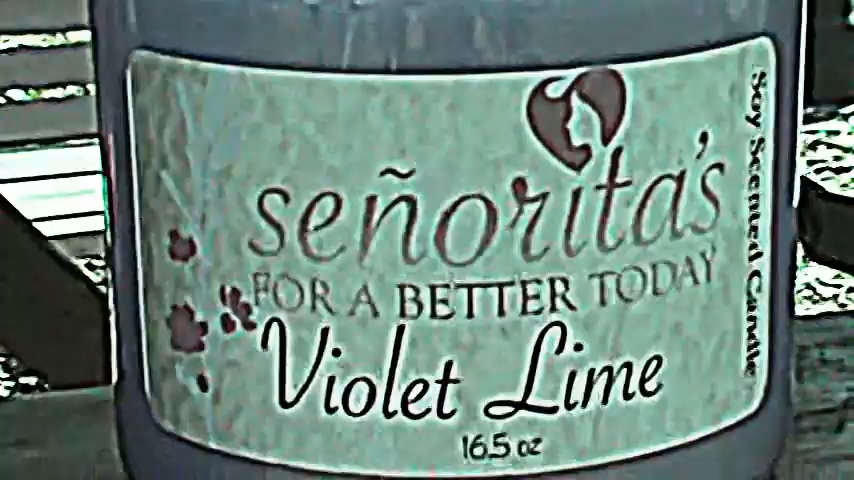 señorita's
FOR A BETTER TODAY
Violet Lime
16.5 oz
Soy Scented Candle